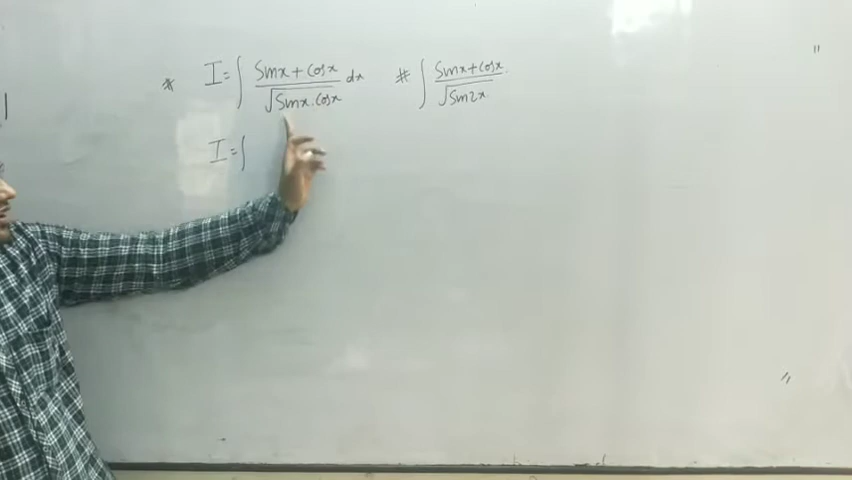 * I = ∫ (Sinx + Cosx)/√(Sinx.Cosx) dx # ∫ (Sinx + Cosx)/√(Sin2x)
I = ∫